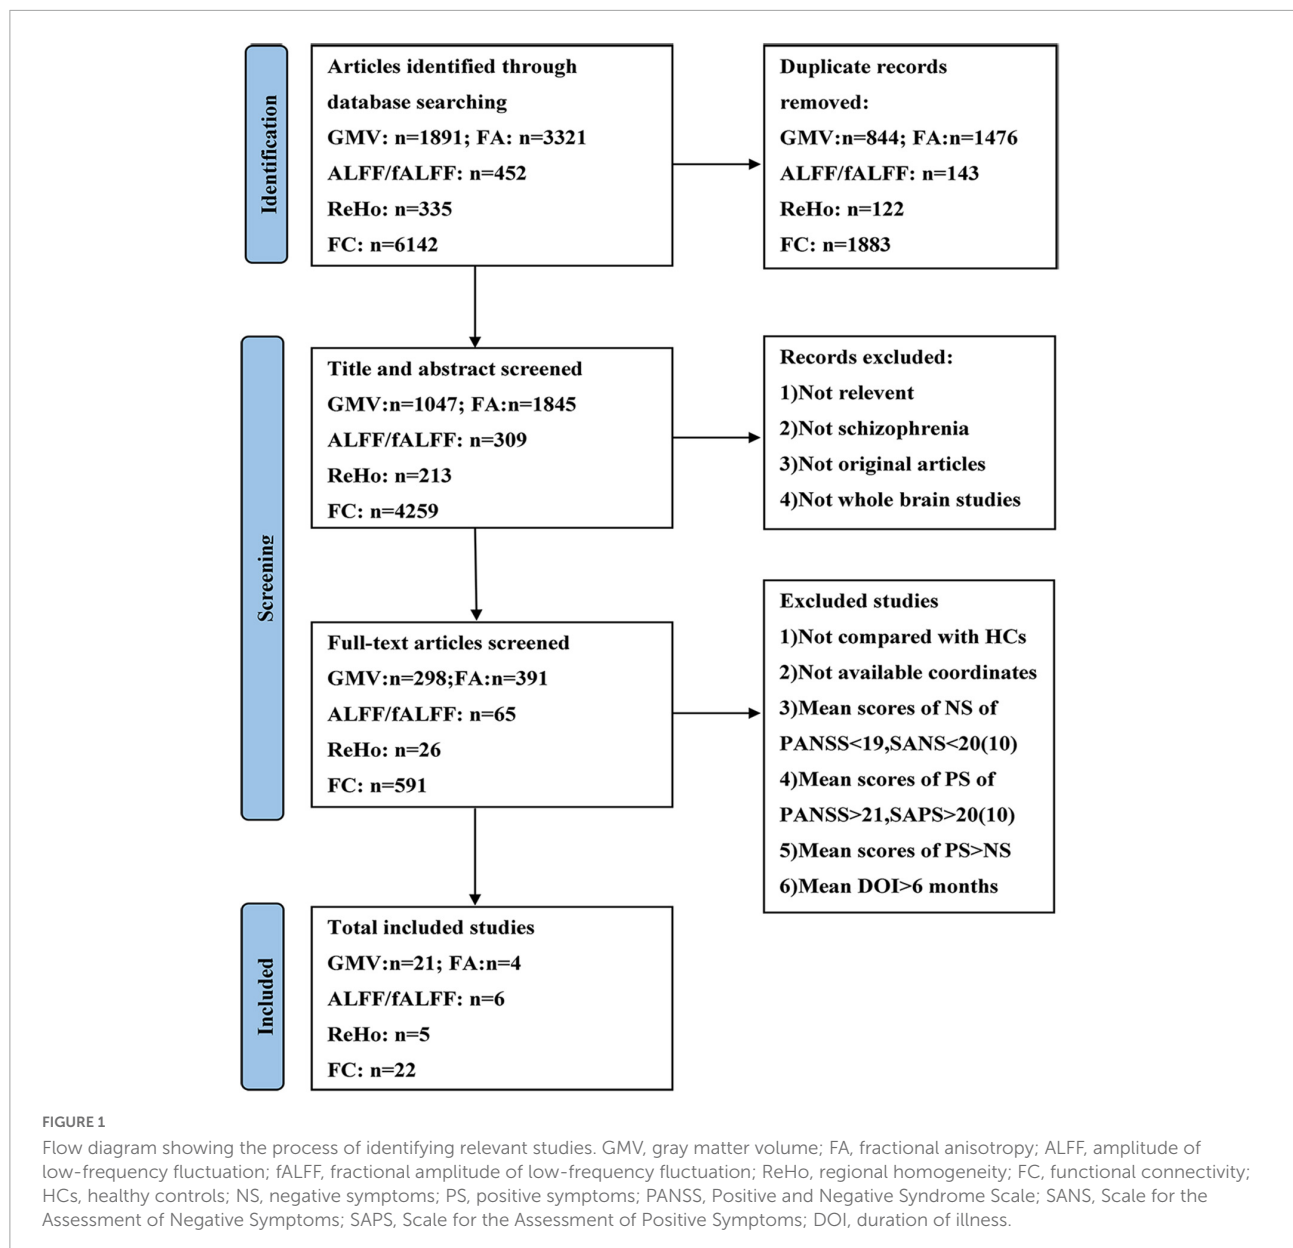 Identification
Articles identified through
database searching
GMV: n=1891; FA: n=3321
ALFF/fALFF: n=452
ReHo: n=335
FC: n=6142
Duplicate records
removed:
GMV:n=844; FA:n=1476
ALFF/fALFF: n=143
ReHo: n=122
FC: n=1883
Screening
Title and abstract screened
GMV:n=1047; FA:n=1845
ALFF/fALFF: n=309
ReHo: n=213
FC: n=4259
Records excluded:
1)Not relevent
2)Not schizophrenia
3)Not original articles
4)Not whole brain studies
Full-text articles screened
GMV:n=298;FA:n=391
ALFF/fALFF: n=65
ReHo: n=26
FC: n=591
Excluded studies
1)Not compared with HCs
2)Not available coordinates
3)Mean scores of NS of
PANSS<19,SANS<20(10)
4)Mean scores of PS of
PANSS>21,SAPS>20(10)
5)Mean scores of PS>NS
6)Mean DOI>6 months
Included
Total included studies
GMV:n=21; FA:n=4
ALFF/fALFF: n=6
ReHo: n=5
FC: n=22
FIGURE 1
Flow diagram showing the process of identifying relevant studies. GMV, gray matter volume; FA, fractional anisotropy; ALFF, amplitude of
low-frequency fluctuation; fALFF, fractional amplitude of low-frequency fluctuation; ReHo, regional homogeneity; FC, functional connectivity;
HCs, healthy controls; NS, negative symptoms; PS, positive symptoms; PANSS, Positive and Negative Syndrome Scale; SANS, Scale for the
Assessment of Negative Symptoms; SAPS, Scale for the Assessment of Positive Symptoms; DOI, duration of illness.